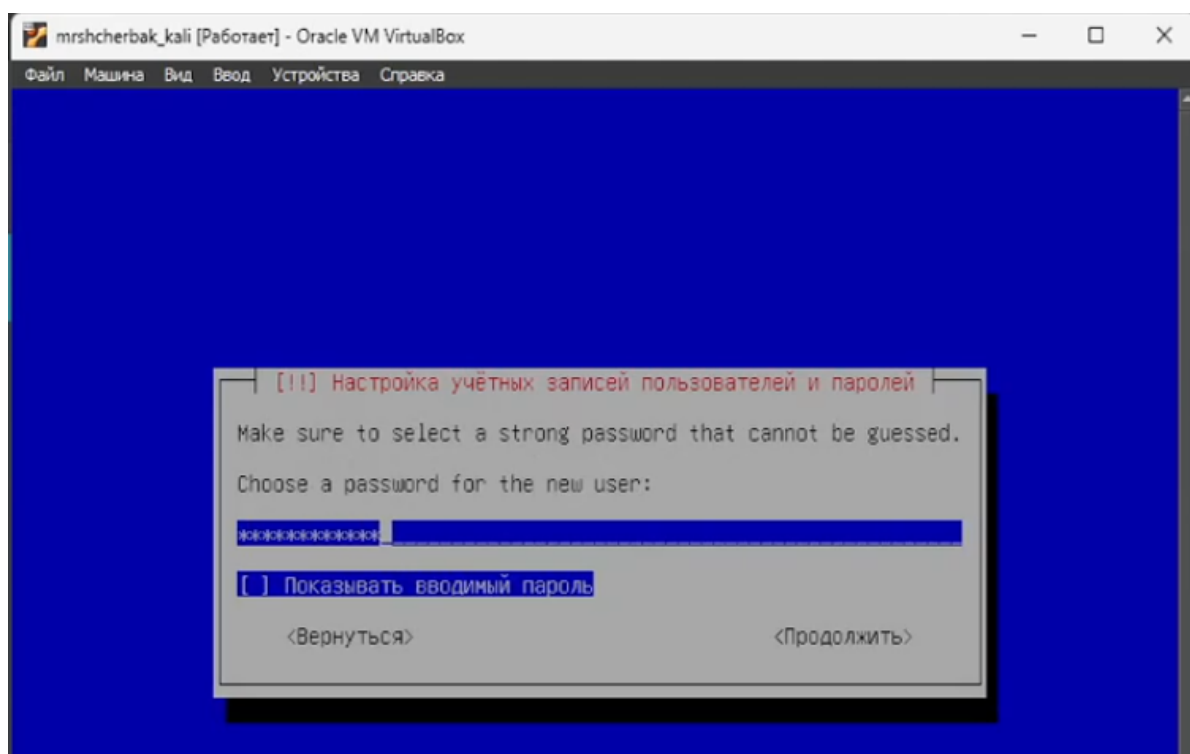 mrshcherbak_kali [Работает] - Oracle VM VirtualBox
Файл Машина Вид Ввод Устройства Справка
[!!] Настройка учётных записей пользователей и паролей
Make sure to select a strong password that cannot be guessed.
Choose a password for the new user:
************
[ ] Показывать вводимый пароль
<Вернуться> <Продолжить>